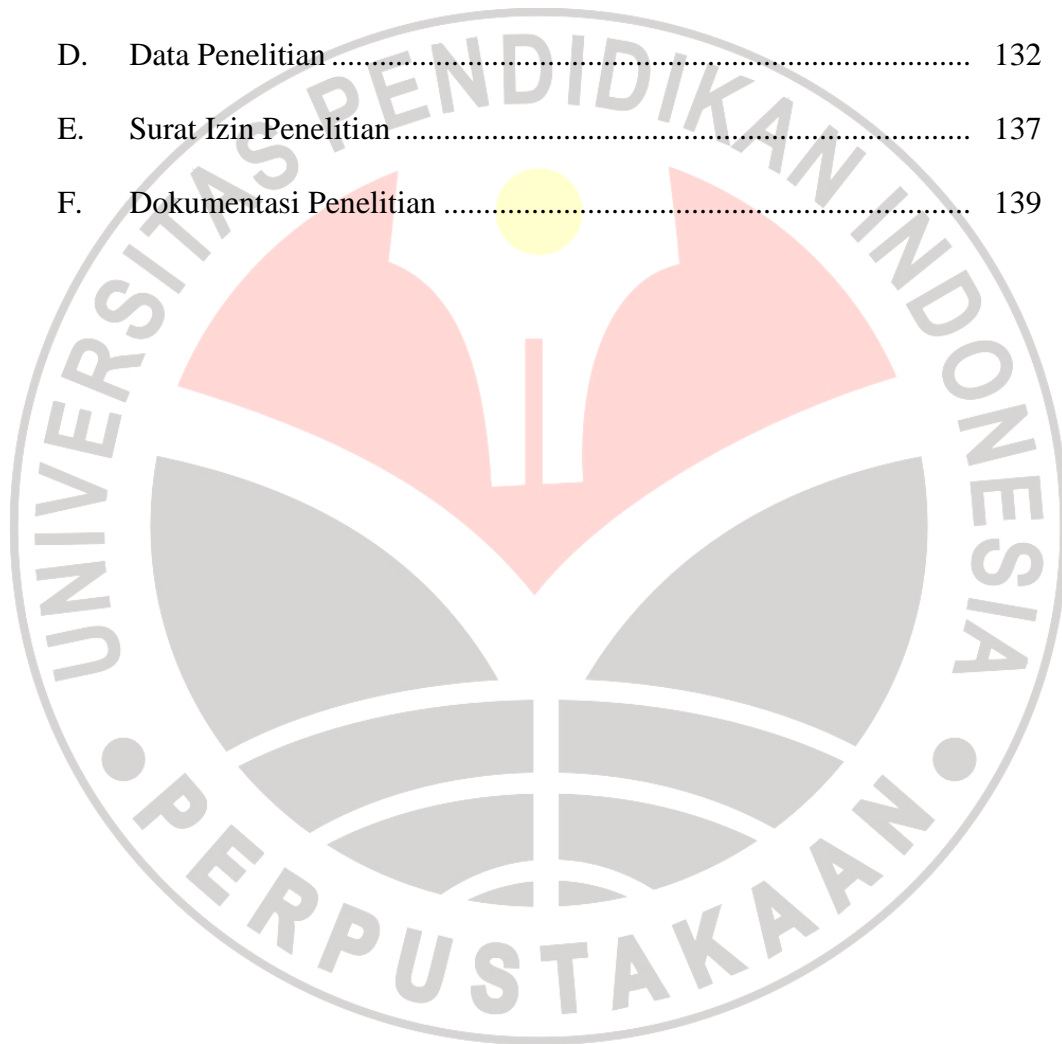 D. Data Penelitian ........................................................................... 132
E. Surat Izin Penelitian.................................................................... 137
F. Dokumentasi Penelitian .............................................................. 139
UNIVERSITAS PENDIDIKAN INDONESIA
PERPUSTAKAAN